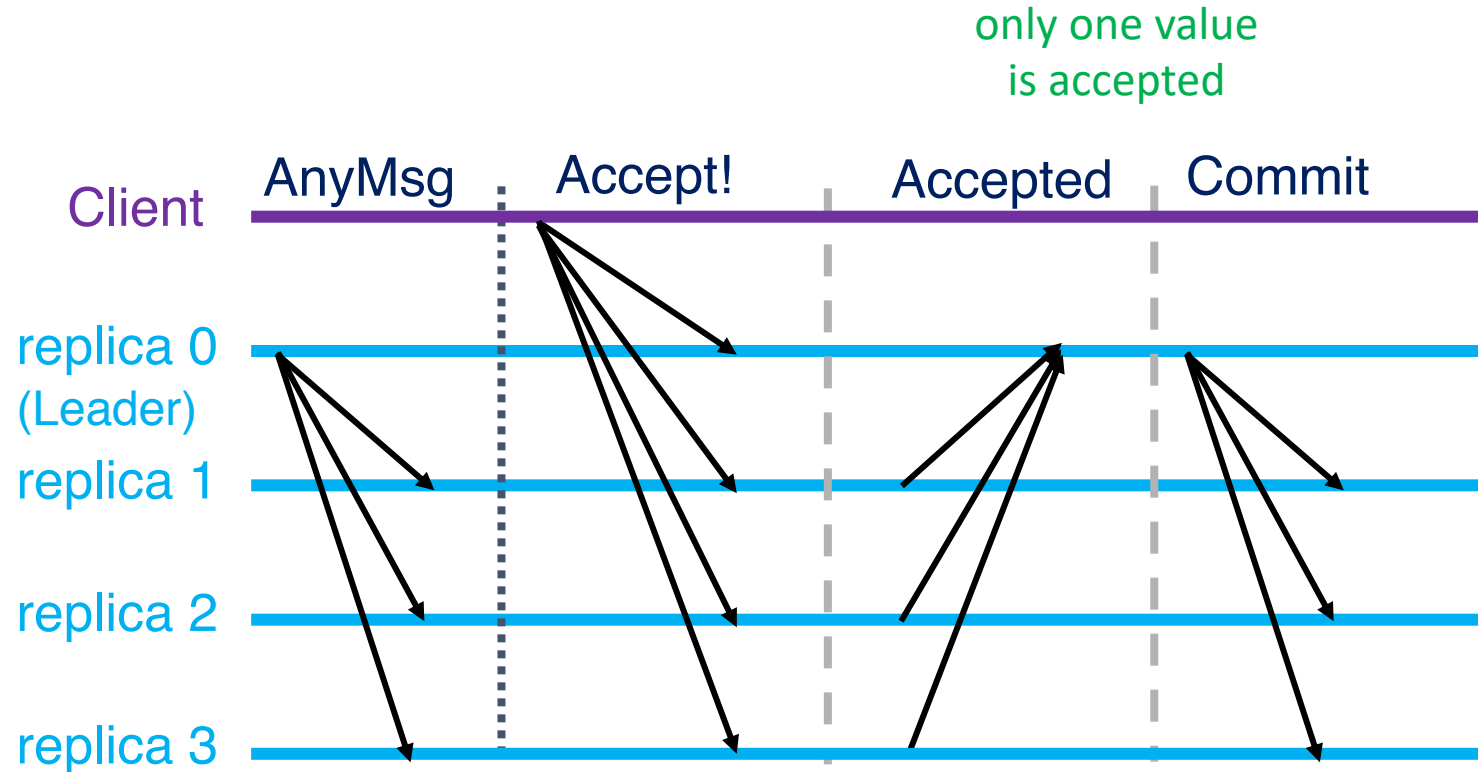 only one value
is accepted
AnyMsg
Accept!
Accepted
Commit
Client
replica 0
(Leader)
replica 1
replica 2
replica 3